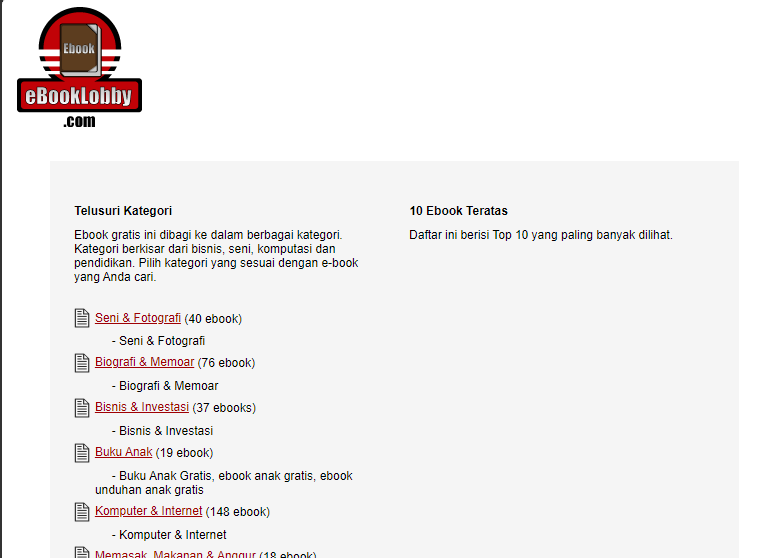 Ebook
eBookLobby
.com
Telusuri Kategori
Ebook gratis ini dibagi ke dalam berbagai kategori.
Kategori berkisar dari bisnis, seni, komputasi dan
pendidikan. Pilih kategori yang sesuai dengan e-book
yang Anda cari.
Seni & Fotografi (40 ebook)
- Seni & Fotografi
Biografi & Memoar (76 ebook)
- Biografi & Memoar
Bisnis & Investasi (37 ebooks)
- Bisnis & Investasi
Buku Anak (19 ebook)
- Buku Anak Gratis, ebook anak gratis, ebook
unduhan anak gratis
Komputer & Internet (148 ebook)
- Komputer & Internet
Memasak, Makanan & Anggur (18 ebook)
10 Ebook Teratas
Daftar ini berisi Top 10 yang paling banyak dilihat.